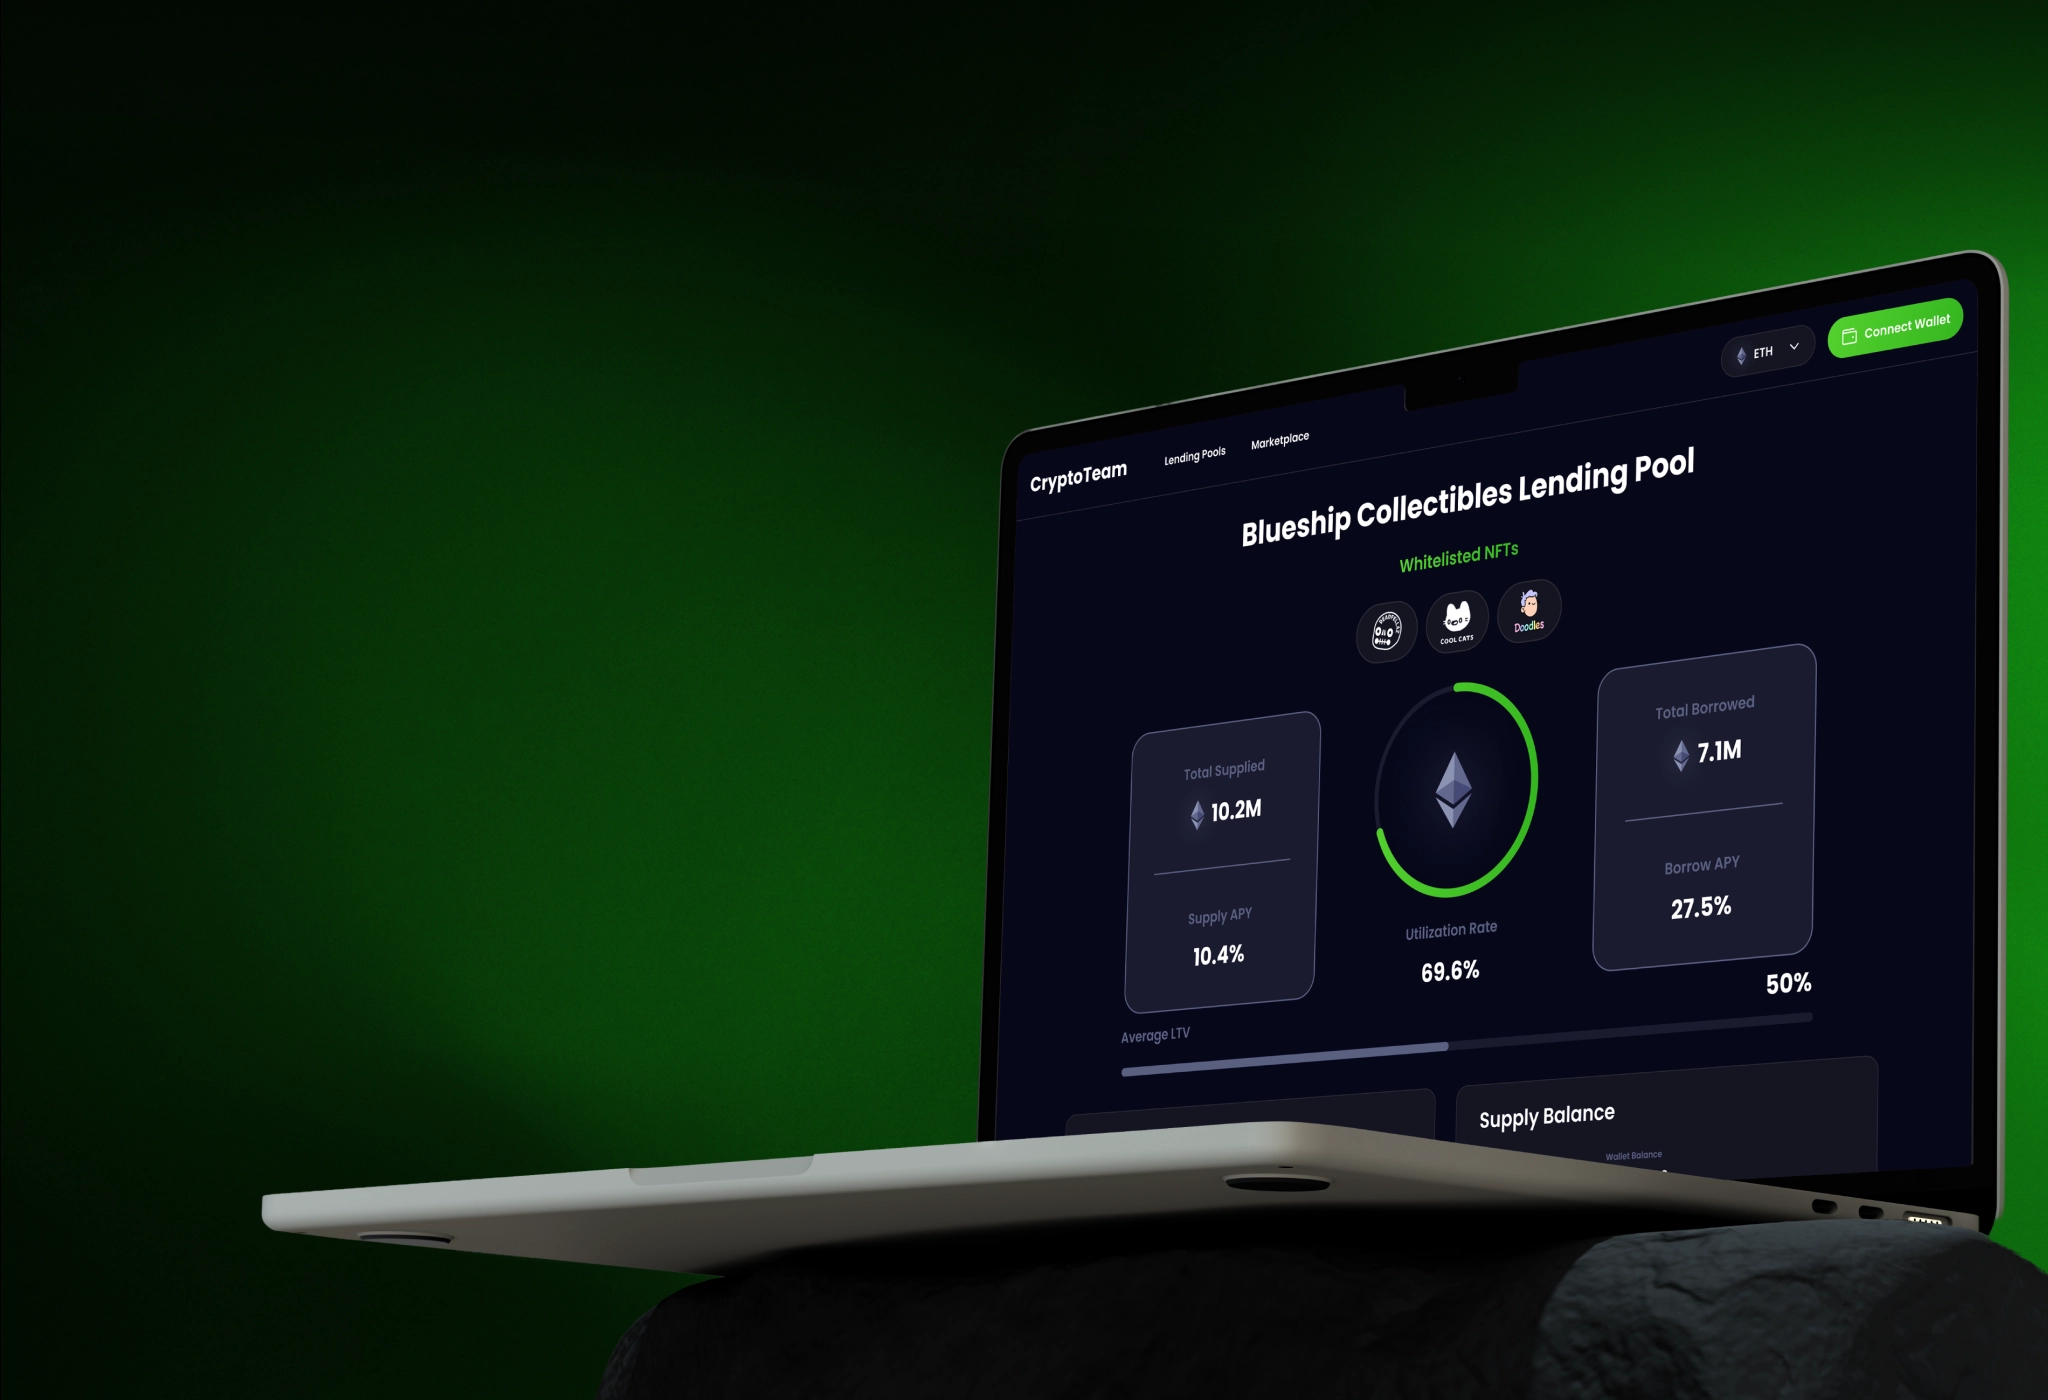 CryptoTeam
Lending Pools
Marketplace
ETH
Connect Wallet
Blueship Collectibles Lending Pool
Whitelisted NFTs
DEADFELLAZ
COOL CATS
Doodles
Total Supplied
10.2M
Supply APY
10.4%
Utilization Rate
69.6%
Total Borrowed
7.1M
Borrow APY
27.5%
Average LTV
50%
Supply Balance
Wallet Balance